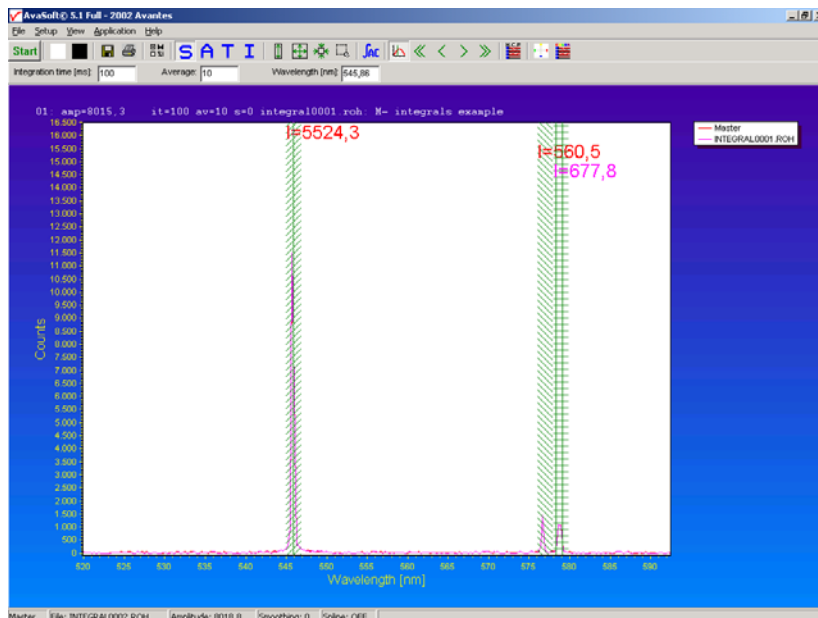 AvaSoft© 5.1 Full - 2002 Avantes
File Setup View Application Help
Start S A T I
Integration time [ms]: 100 Average: 10 Wavelength [nm]: 545,86
01: amp=8015,3 it=100 av=10 s=0 integral0001.roh: M- integrals example
Master
INTEGRAL0001.ROH
I=5524,3
I=560,5
I=677,8
16.500
16.000
15.500
15.000
14.500
14.000
13.500
13.000
12.500
12.000
11.500
11.000
10.500
10.000
9.500
9.000
8.500
8.000
7.500
7.000
6.500
6.000
5.500
5.000
4.500
4.000
3.500
3.000
2.500
2.000
1.500
1.000
500
0
Counts
520 525 530 535 540 545 550 555 560 565 570 575 580 585 590
Wavelength [nm]
Master File: INTEGRAL0002.ROH Amplitude: 8018,8 Smoothing: 0 Spline: OFF